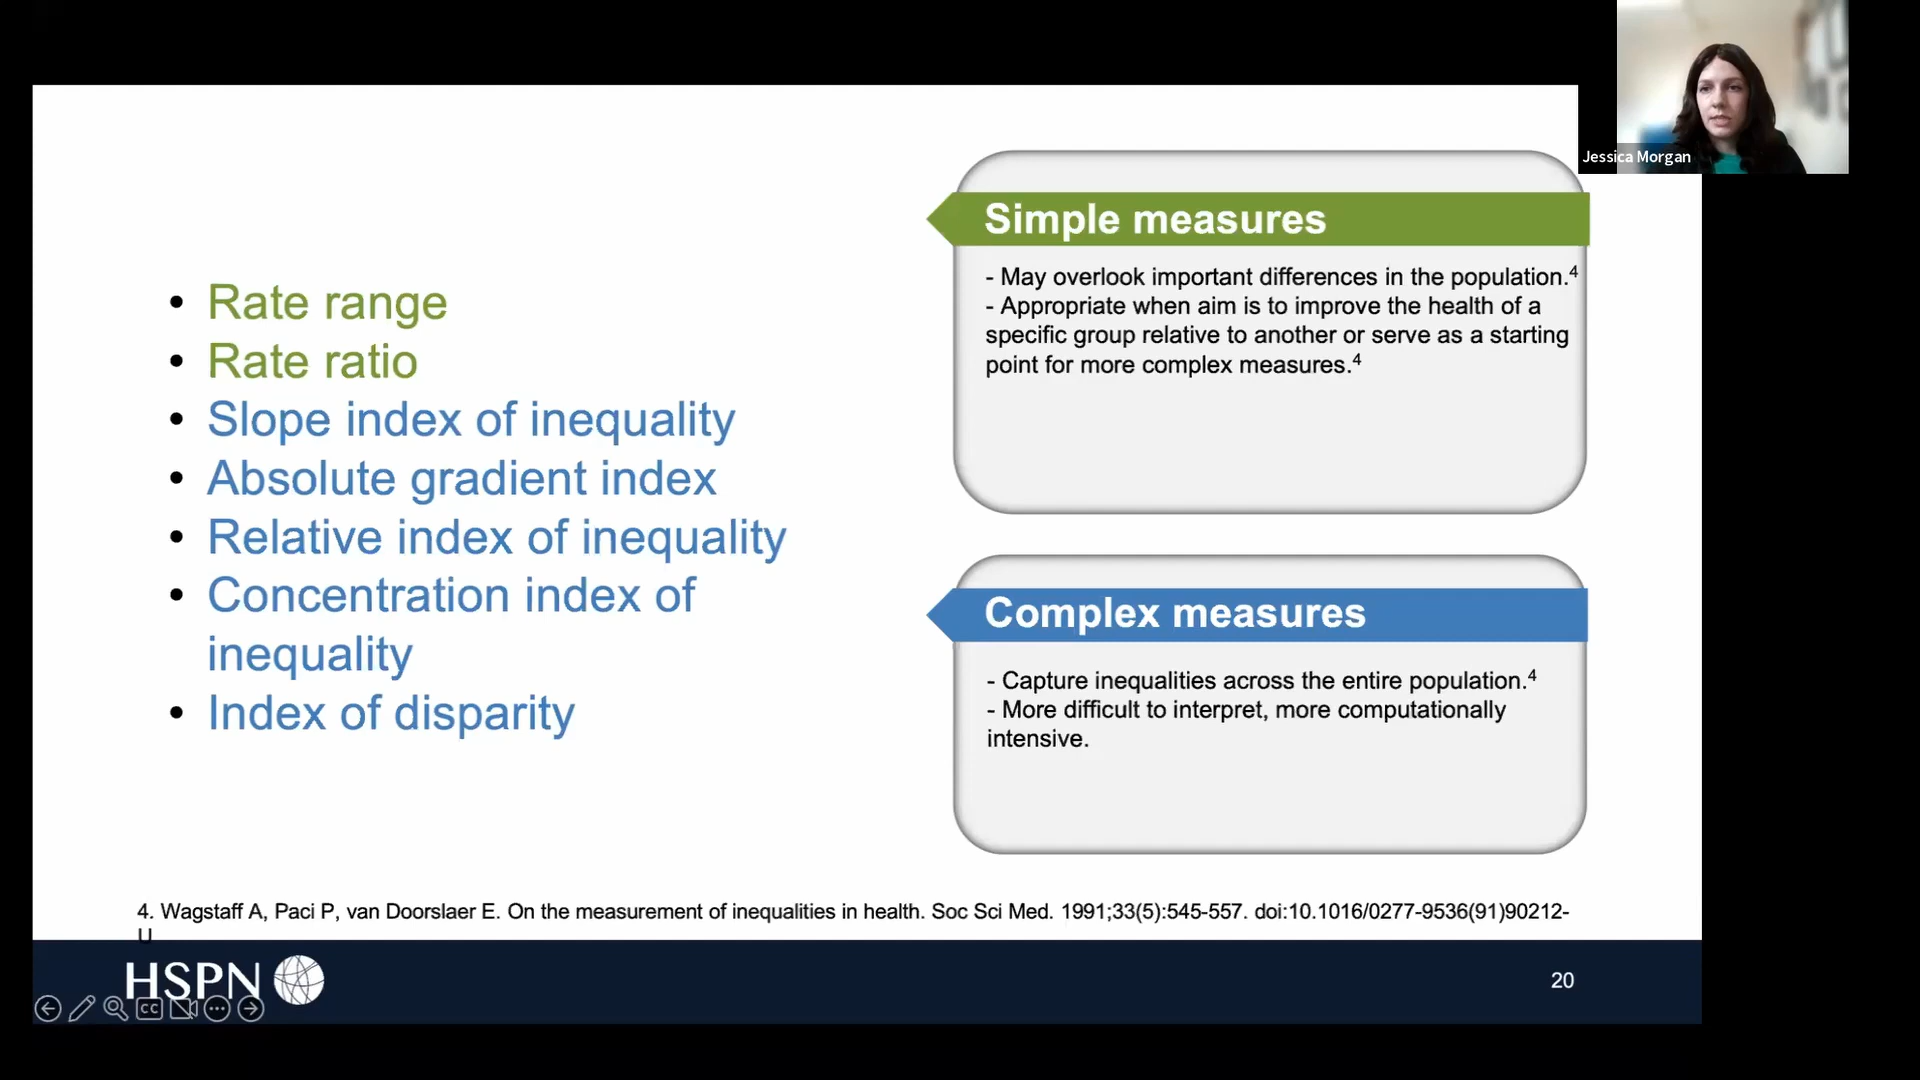 Jessica Morgan
• Rate range
• Rate ratio
• Slope index of inequality
• Absolute gradient index
• Relative index of inequality
• Concentration index of
inequality
• Index of disparity
Simple measures
- May overlook important differences in the population.⁴
- Appropriate when aim is to improve the health of a
specific group relative to another or serve as a starting
point for more complex measures.⁴
Complex measures
- Capture inequalities across the entire population.⁴
- More difficult to interpret, more computationally
intensive.
4. Wagstaff A, Paci P, van Doorslaer E. On the measurement of inequalities in health. Soc Sci Med. 1991;33(5):545-557. doi:10.1016/0277-9536(91)90212-
U
HSPN
CC
20